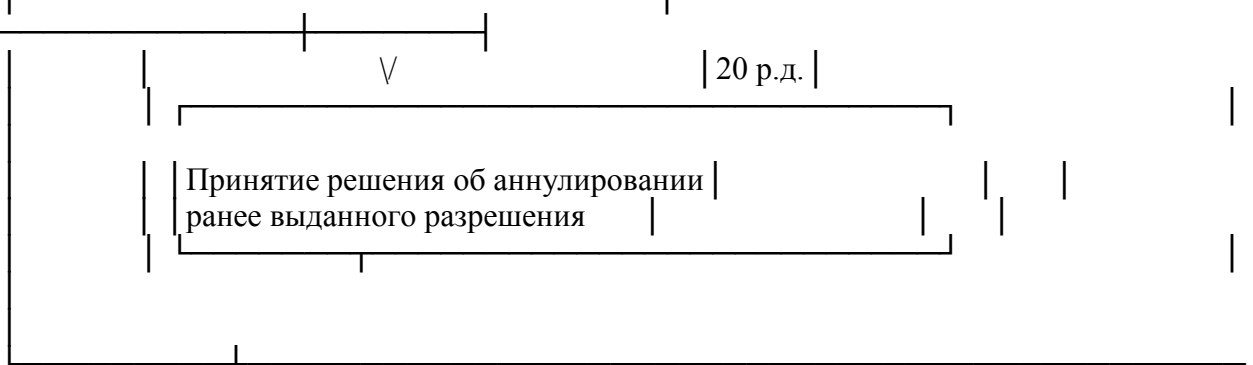 \/ 20 р.д.
Принятие решения об аннулировании
ранее выданного разрешения